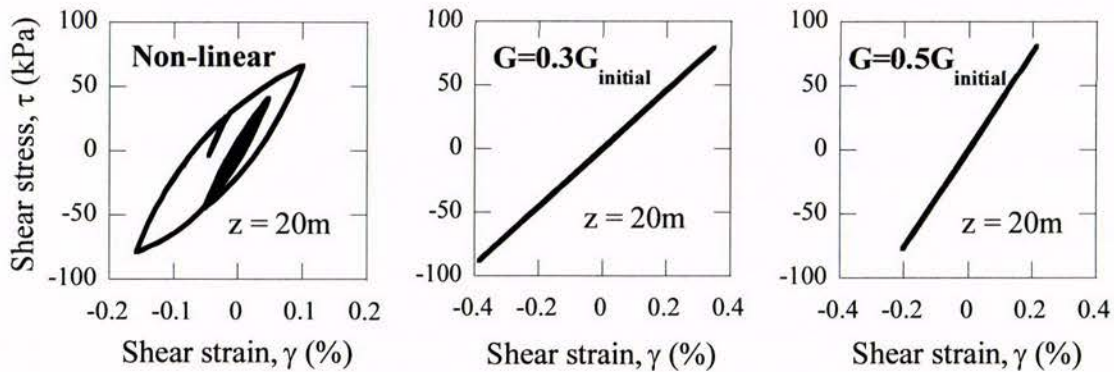 Shear stress, τ (kPa)
100
50
0
-50
-100
Non-linear
z = 20m
-0.2 -0.1 0 0.1 0.2
Shear strain, γ (%)
100
50
0
-50
-100
G=0.3G initial
z = 20m
-0.4 -0.2 0 0.2 0.4
Shear strain, γ (%)
100
50
0
-50
-100
G=0.5G initial
z = 20m
-0.4 -0.2 0 0.2 0.4
Shear strain, γ (%)